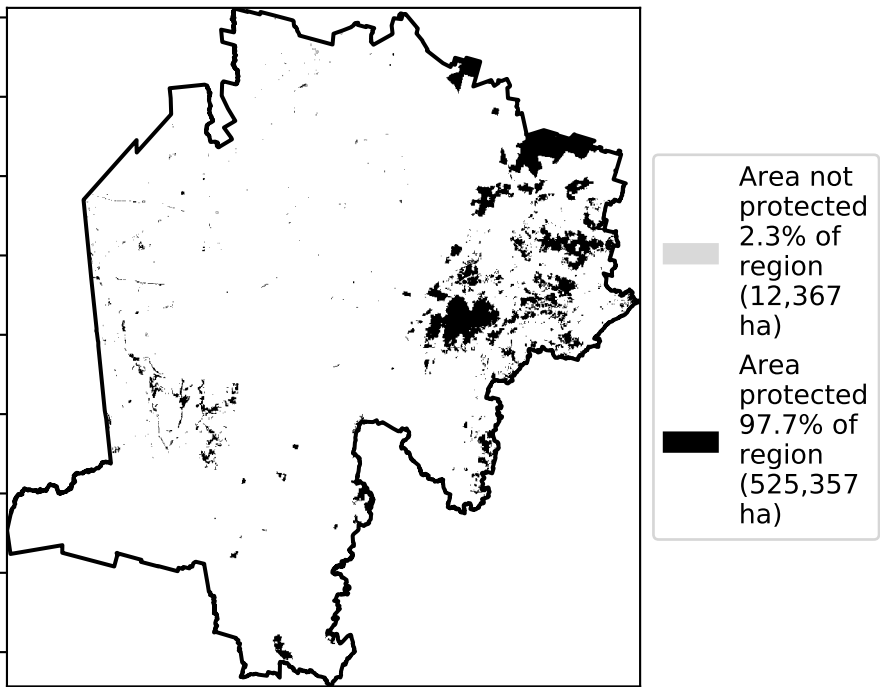 Area not
protected
2.3% of
region
(12,367
ha)
Area
protected
97.7% of
region
(525,357
ha)